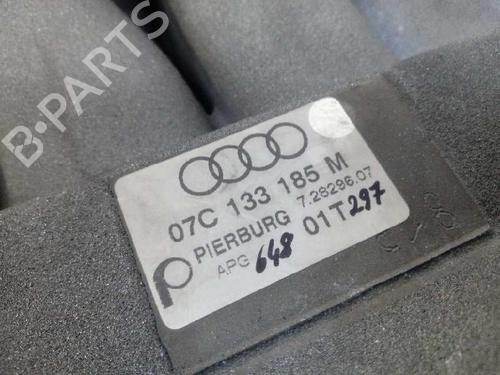 B-PARTS
07C 133 185 M
PIERBURG 7.28296.07
APG 648 01T297